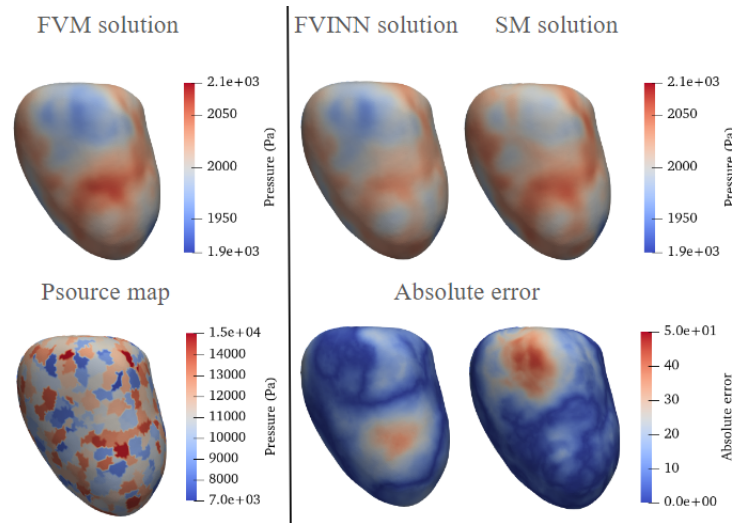 FVM solution
FVINN solution
SM solution
2.1e+03
2050
2000
1950
1.9e+03
Pressure (Pa)
2.1e+03
2050
2000
1950
1.9e+03
Pressure (Pa)
Psource map
Absolute error
1.5e+04
14000
13000
12000
11000
10000
9000
8000
7.0e+03
Pressure (Pa)
5.0e+01
40
30
20
10
0.0e+00
Absolute error